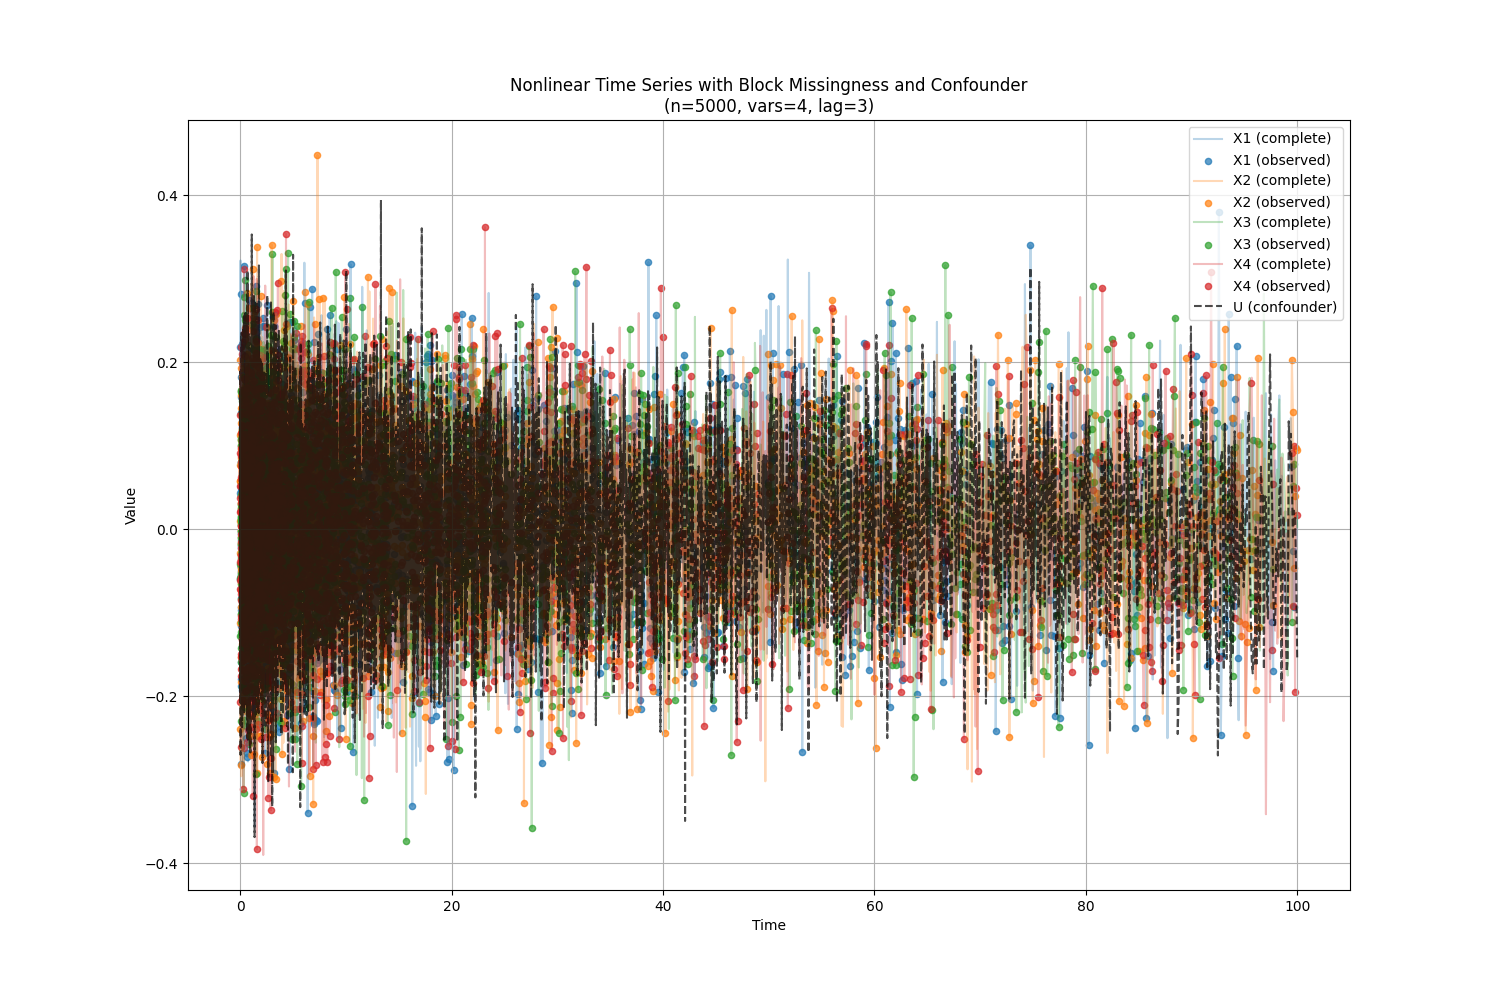 Nonlinear Time Series with Block Missingness and Confounder
(n=5000, vars=4, lag=3)
X1 (complete)
X1 (observed)
X2 (complete)
X2 (observed)
X3 (complete)
X3 (observed)
X4 (complete)
X4 (observed)
U (confounder)
Value
0.4
0.2
0.0
−0.2
−0.4
0
20
40
60
80
100
Time